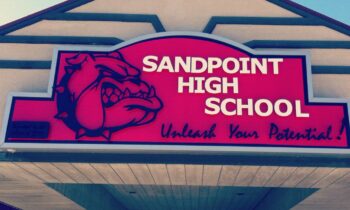 SANDPOINT
HIGH
SCHOOL
Unleash Your Potential!